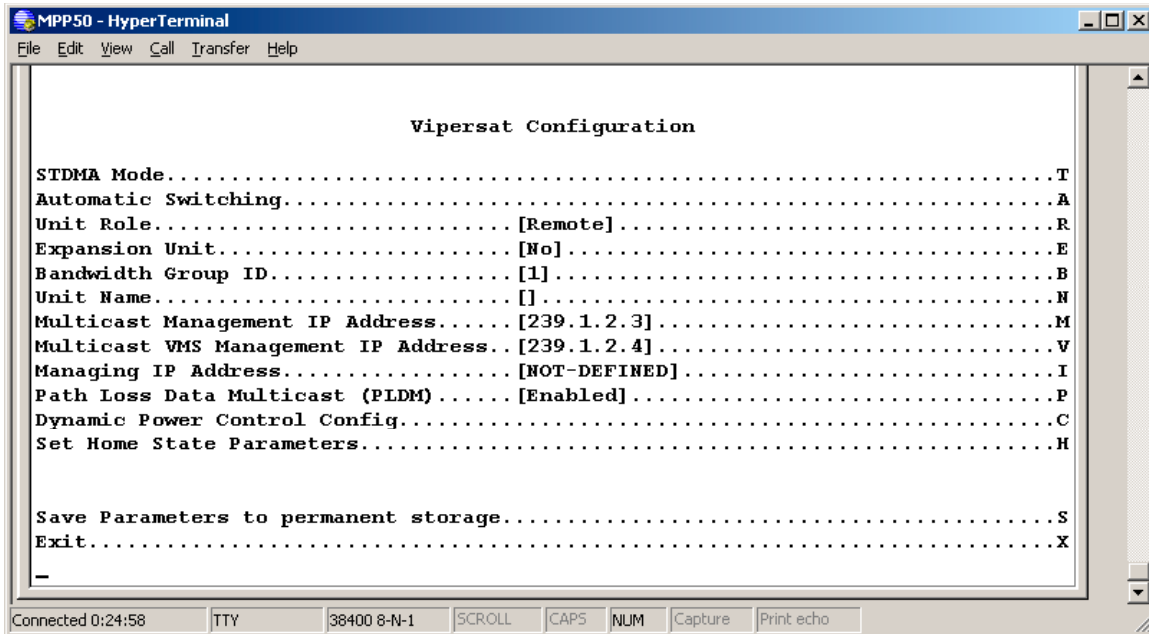 MPP50 - HyperTerminal
File Edit View Call Transfer Help
Vipersat Configuration
STDMA Mode.....................................................................T
Automatic Switching............................................................A
Unit Role............................[Remote]..................................R
Expansion Unit.......................[No]......................................E
Bandwidth Group ID...................[1].......................................B
Unit Name............................[]........................................N
Multicast Management IP Address......[239.1.2.3]...............................M
Multicast VMS Management IP Address..[239.1.2.4]...............................V
Managing IP Address..................[NOT-DEFINED].............................I
Path Loss Data Multicast (PLDM)......[Enabled].................................P
Dynamic Power Control Config...................................................C
Set Home State Parameters......................................................H
Save Parameters to permanent storage...........................................S
Exit...........................................................................X
_
Connected 0:24:58 TTY 38400 8-N-1 SCROLL CAPS NUM Capture Print echo